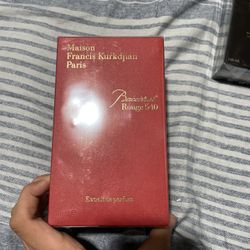 Maison
Francis Kurkdjian
Paris
Baccarat
Rouge 540
Extrait de parfum